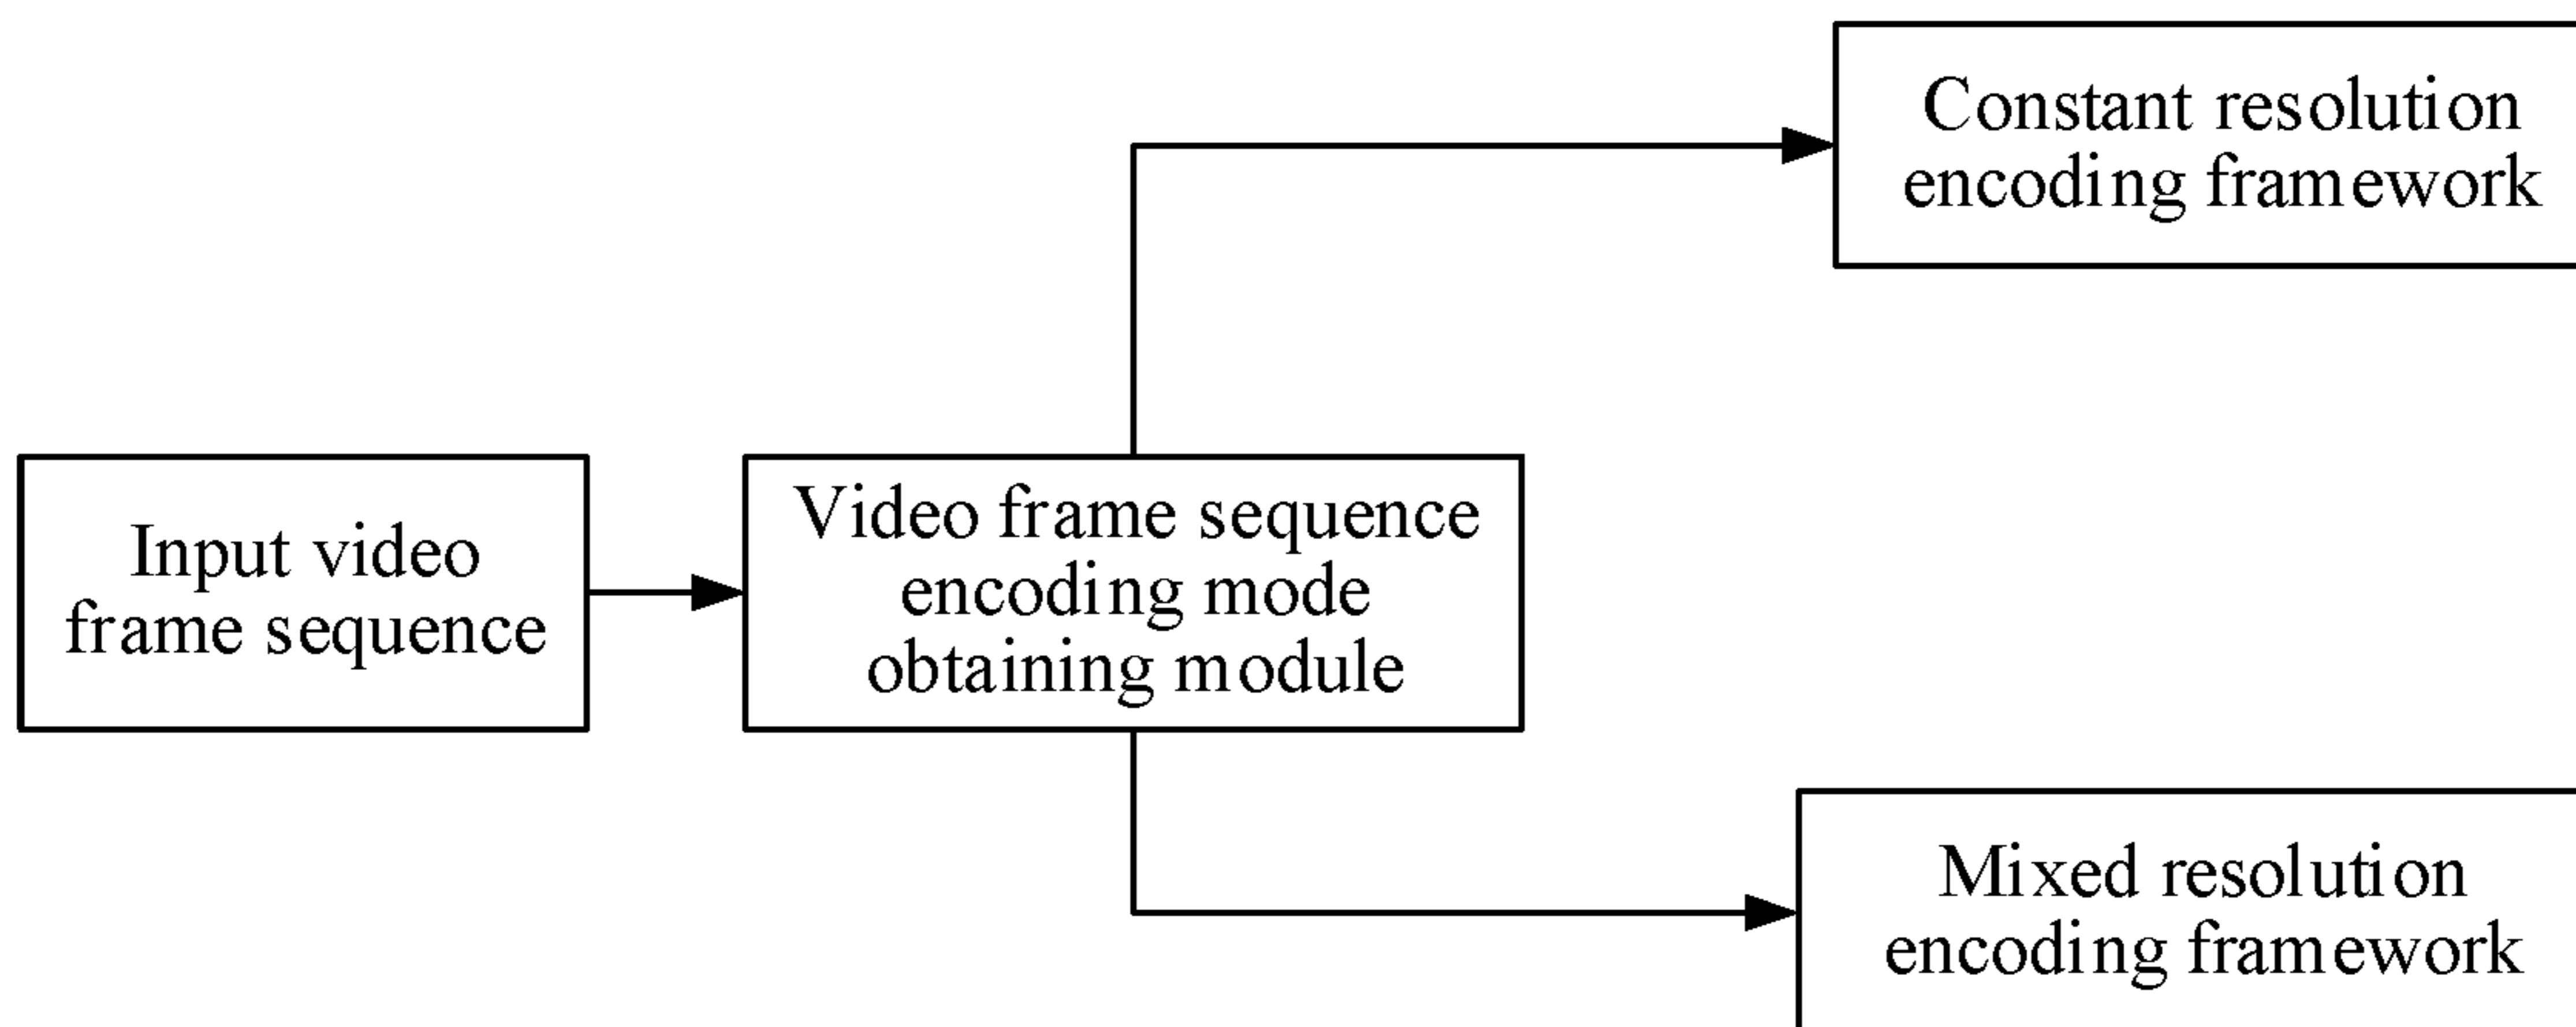 Constant resolution
encoding framework
Input video
frame sequence
Video frame sequence
encoding mode
obtaining module
Mixed resolution
encoding framework